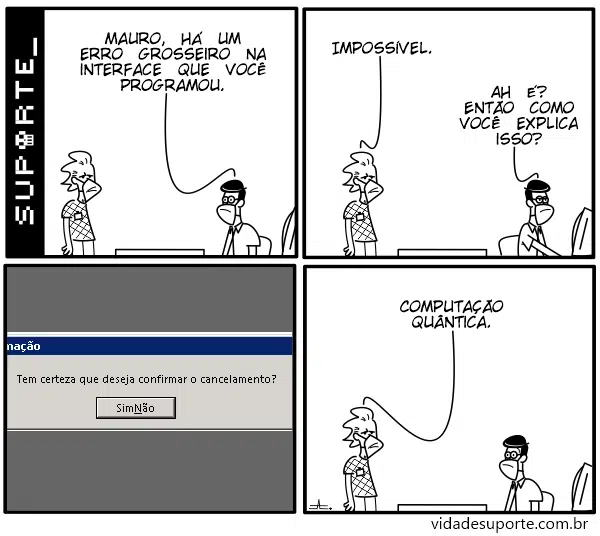 SUPORTE_
MAURO, HÁ UM
ERRO GROSSEIRO NA
INTERFACE QUE VOCÊ
PROGRAMOU.
IMPOSSÍVEL.
AH É?
ENTÃO COMO
VOCÊ EXPLICA
ISSO?
mação
Tem certeza que deseja confirmar o cancelamento?
SimNão
COMPUTAÇÃO
QUÂNTICA.
vidadesuporte.com.br